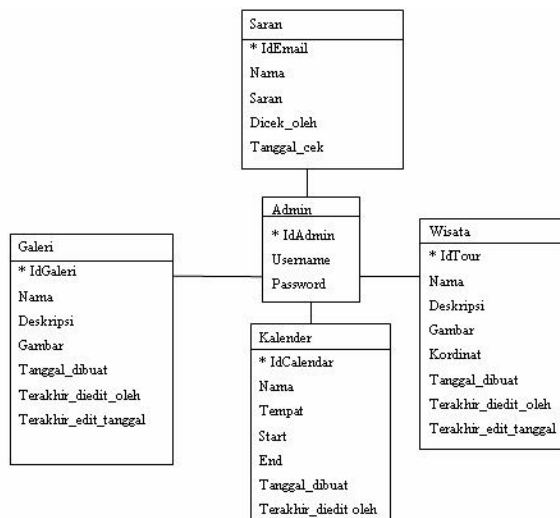 Saran
* IdEmail
Nama
Saran
Dicek_oleh
Tanggal_cek
Admin
* IdAdmin
Username
Password
Galeri
* IdGaleri
Nama
Deskripsi
Gambar
Tanggal_dibuat
Terakhir_diedit_oleh
Terakhir_edit_tanggal
Wisata
* IdTour
Nama
Deskripsi
Gambar
Kordinat
Tanggal_dibuat
Terakhir_diedit_oleh
Terakhir_edit_tanggal
Kalender
* IdCalendar
Nama
Tempat
Start
End
Tanggal_dibuat
Terakhir_diedit oleh